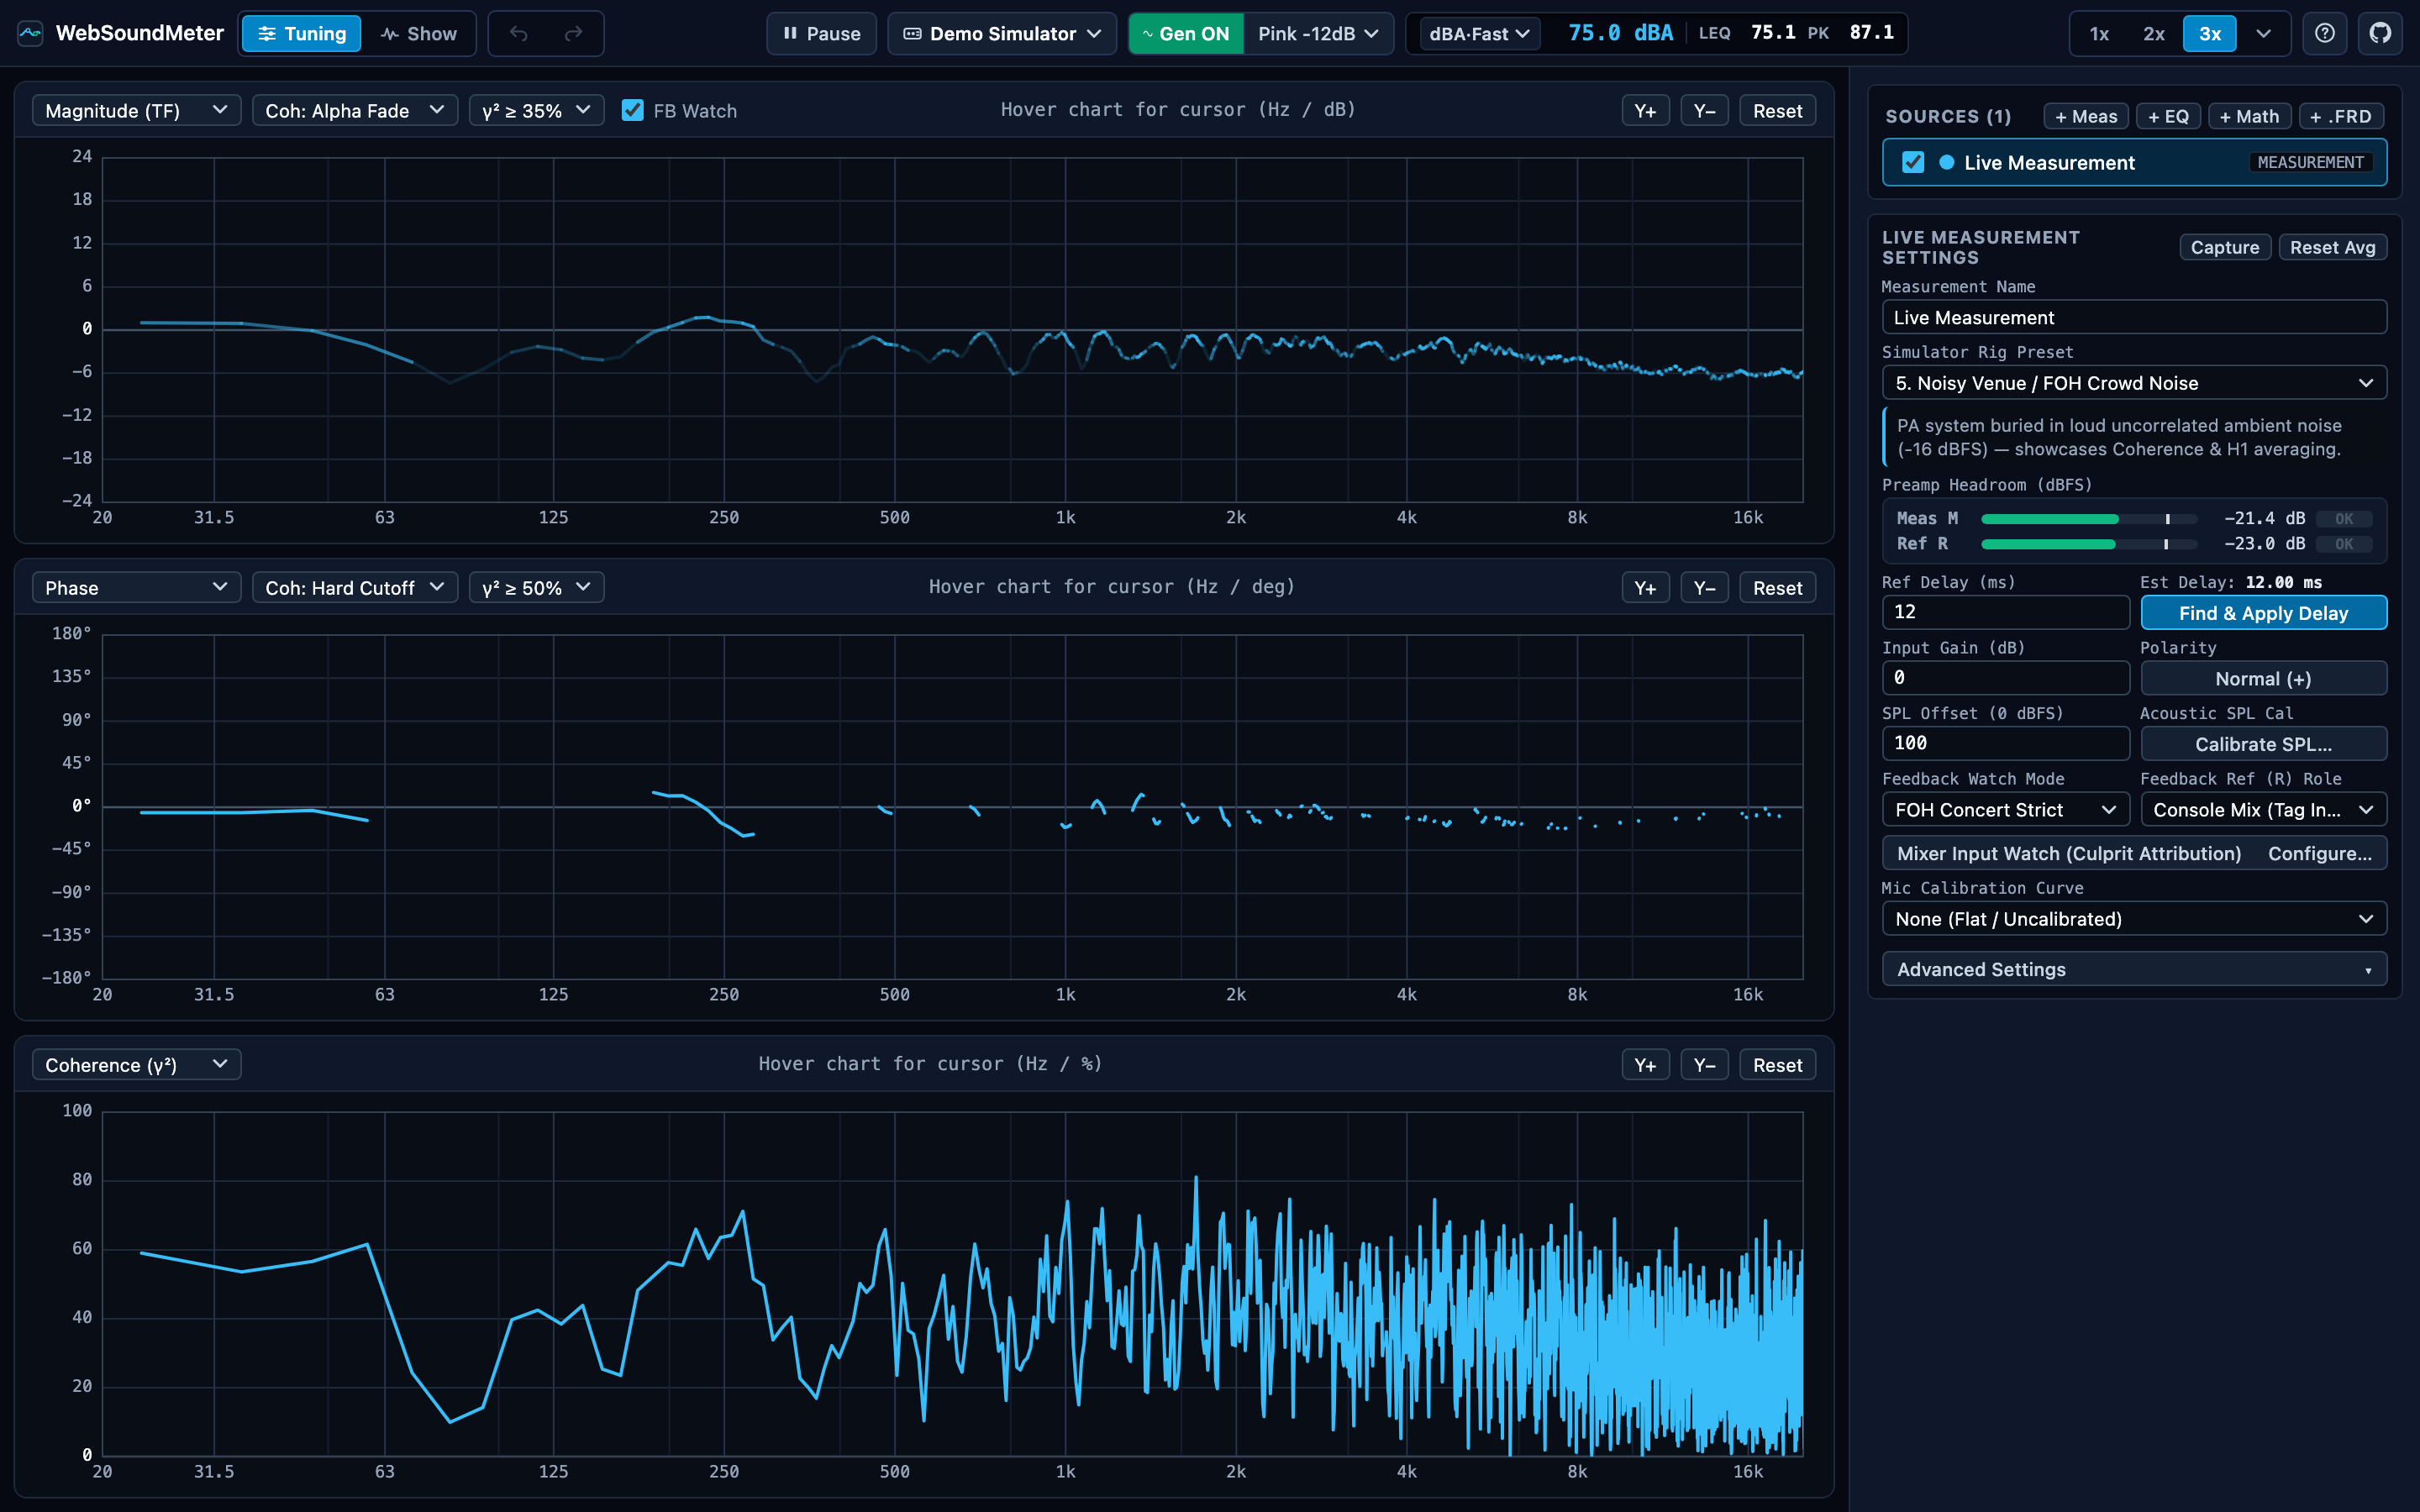 WebSoundMeter Tuning Show Pause Demo Simulator ~ Gen ON Pink -12dB dBA·Fast 75.0 dBA LEQ 75.1 PK 87.1 1x 2x 3x
Magnitude (TF) Coh: Alpha Fade γ² ≥ 35% FB Watch Hover chart for cursor (Hz / dB) Y+ Y− Reset
24
18
12
6
0
−6
−12
−18
−24
20 31.5 63 125 250 500 1k 2k 4k 8k 16k
Phase Coh: Hard Cutoff γ² ≥ 50% Hover chart for cursor (Hz / deg) Y+ Y− Reset
180°
135°
90°
45°
0°
−45°
−90°
−135°
−180°
20 31.5 63 125 250 500 1k 2k 4k 8k 16k
Coherence (γ²) Hover chart for cursor (Hz / %) Y+ Y− Reset
100
80
60
40
20
0
20 31.5 63 125 250 500 1k 2k 4k 8k 16k
SOURCES (1) + Meas + EQ + Math + .FRD
Live Measurement MEASUREMENT
LIVE MEASUREMENT
SETTINGS
Capture Reset Avg
Measurement Name
Live Measurement
Simulator Rig Preset
5. Noisy Venue / FOH Crowd Noise
PA system buried in loud uncorrelated ambient noise
(-16 dBFS) — showcases Coherence & H1 averaging.
Preamp Headroom (dBFS)
Meas M −21.4 dB OK
Ref R −23.0 dB OK
Ref Delay (ms) Est Delay: 12.00 ms
12 Find & Apply Delay
Input Gain (dB) Polarity
0 Normal (+)
SPL Offset (0 dBFS) Acoustic SPL Cal
100 Calibrate SPL...
Feedback Watch Mode Feedback Ref (R) Role
FOH Concert Strict Console Mix (Tag In...
Mixer Input Watch (Culprit Attribution) Configure...
Mic Calibration Curve
None (Flat / Uncalibrated)
Advanced Settings